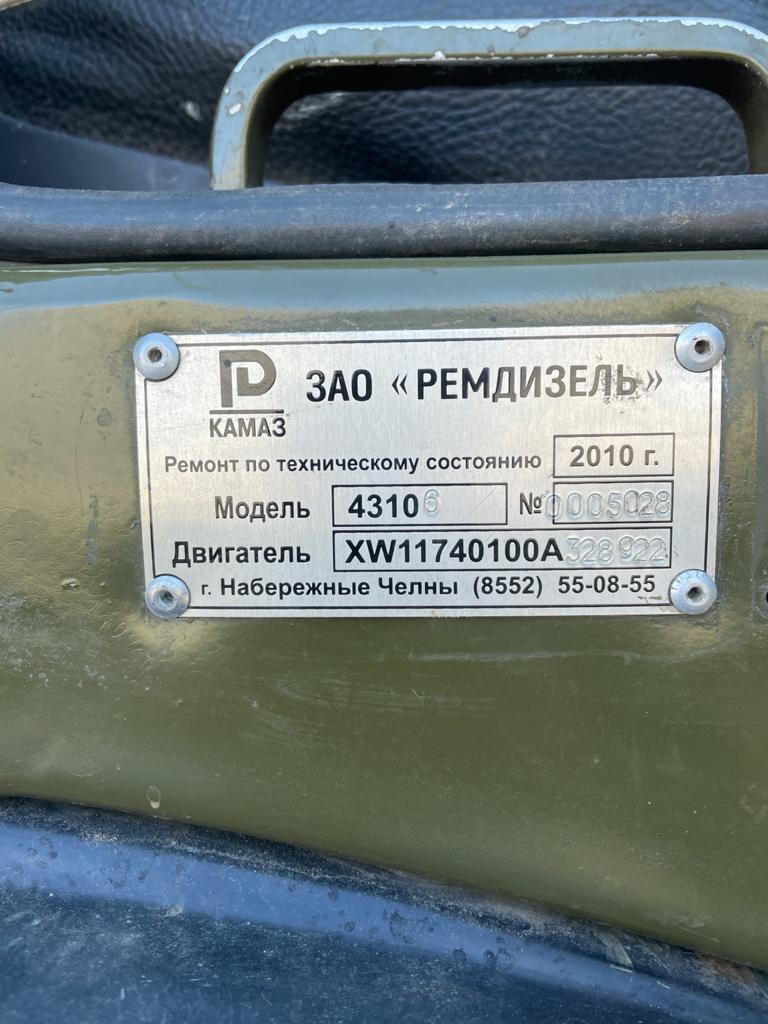 ЗАО «РЕМДИЗЕЛЬ»
КАМАЗ
Ремонт по техническому состоянию 2010 г.
Модель 43106 № 0005028
Двигатель XW11740100A328922
г. Набережные Челны (8552) 55-08-55